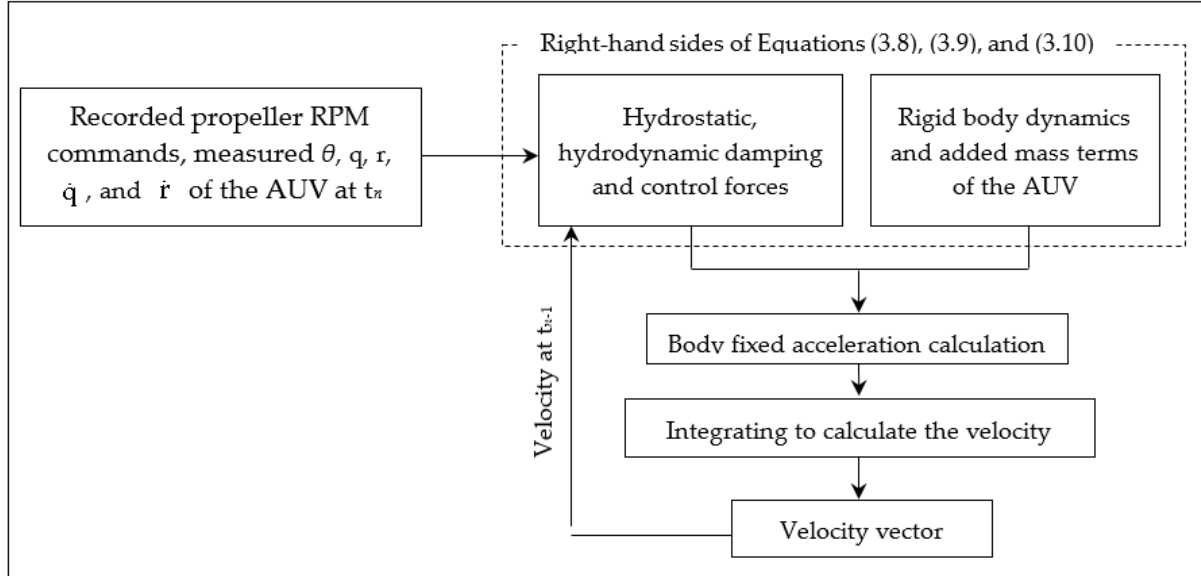 Right-hand sides of Equations (3.8), (3.9), and (3.10)
Recorded propeller RPM
commands, measured θ, q, r,
q̇ , and ṙ of the AUV at tₙ
Hydrostatic,
hydrodynamic damping
and control forces
Rigid body dynamics
and added mass terms
of the AUV
Velocity at tₙ₋₁
Body fixed acceleration calculation
Integrating to calculate the velocity
Velocity vector